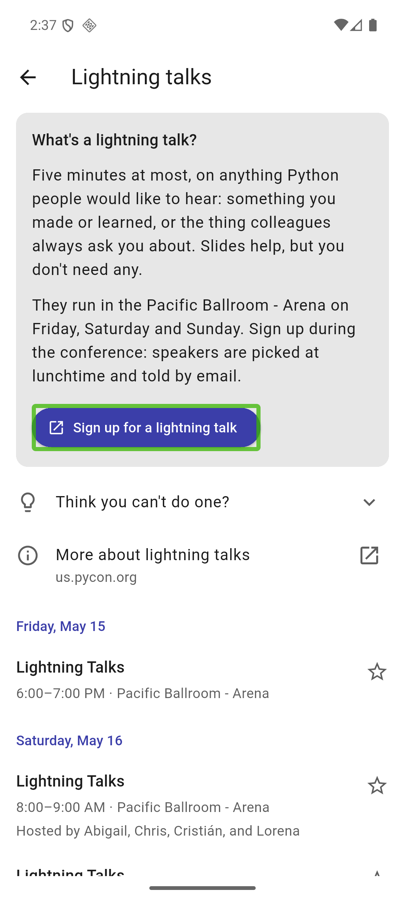 2:37
Lightning talks
What's a lightning talk?
Five minutes at most, on anything Python
people would like to hear: something you
made or learned, or the thing colleagues
always ask you about. Slides help, but you
don't need any.
They run in the Pacific Ballroom - Arena on
Friday, Saturday and Sunday. Sign up during
the conference: speakers are picked at
lunchtime and told by email.
Sign up for a lightning talk
Think you can't do one?
More about lightning talks
us.pycon.org
Friday, May 15
Lightning Talks
6:00–7:00 PM · Pacific Ballroom - Arena
Saturday, May 16
Lightning Talks
8:00–9:00 AM · Pacific Ballroom - Arena
Hosted by Abigail, Chris, Cristián, and Lorena
Lightning Talks